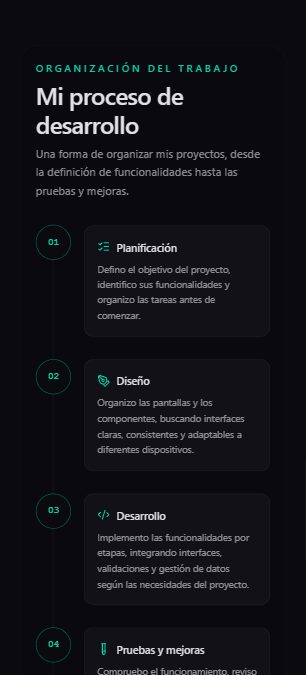 ORGANIZACIÓN DEL TRABAJO
Mi proceso de
desarrollo
Una forma de organizar mis proyectos, desde
la definición de funcionalidades hasta las
pruebas y mejoras.
01
Planificación
Defino el objetivo del proyecto,
identifico sus funcionalidades y
organizo las tareas antes de
comenzar.
02
Diseño
Organizo las pantallas y los
componentes, buscando interfaces
claras, consistentes y adaptables a
diferentes dispositivos.
03
Desarrollo
Implemento las funcionalidades por
etapas, integrando interfaces,
validaciones y gestión de datos
según las necesidades del proyecto.
04
Pruebas y mejoras
Compruebo el funcionamiento, reviso